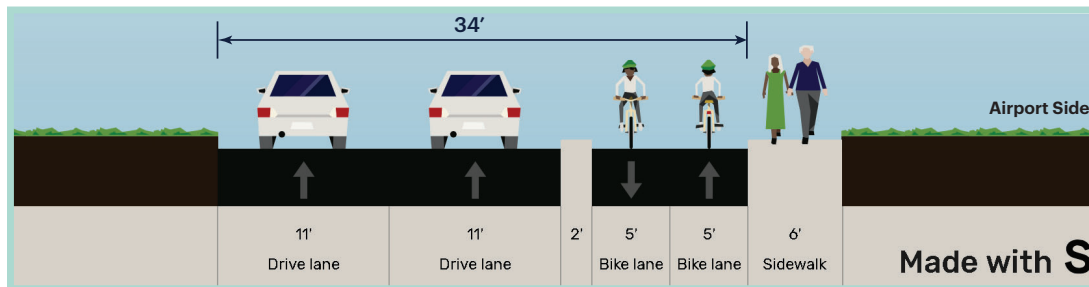 34’
Airport Side
11’
11’
2’
5’
5’
6’
Drive lane
Drive lane
Bike lane
Bike lane
Sidewalk
Made with S